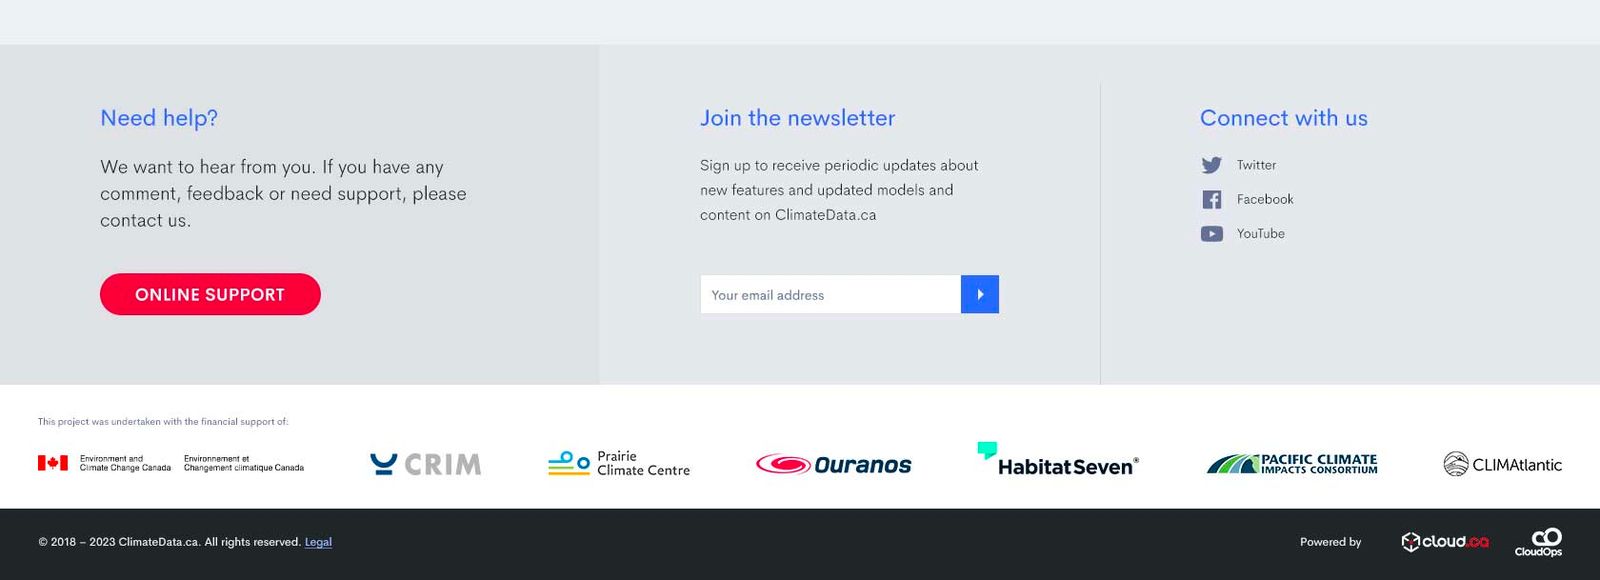 Need help?
We want to hear from you. If you have any
comment, feedback or need support, please
contact us.
ONLINE SUPPORT
Join the newsletter
Sign up to receive periodic updates about
new features and updated models and
content on ClimateData.ca
Your email address
Connect with us
Twitter
Facebook
YouTube
This project was undertaken with the financial support of:
Environment and
Climate Change Canada
Environnement et
Changement climatique Canada
CRIM
Prairie
Climate Centre
Ouranos
HabitatSeven®
PACIFIC CLIMATE
IMPACTS CONSORTIUM
CLIMAtlantic
© 2018 – 2023 ClimateData.ca. All rights reserved. Legal
Powered by
cloud.ca
CloudOps